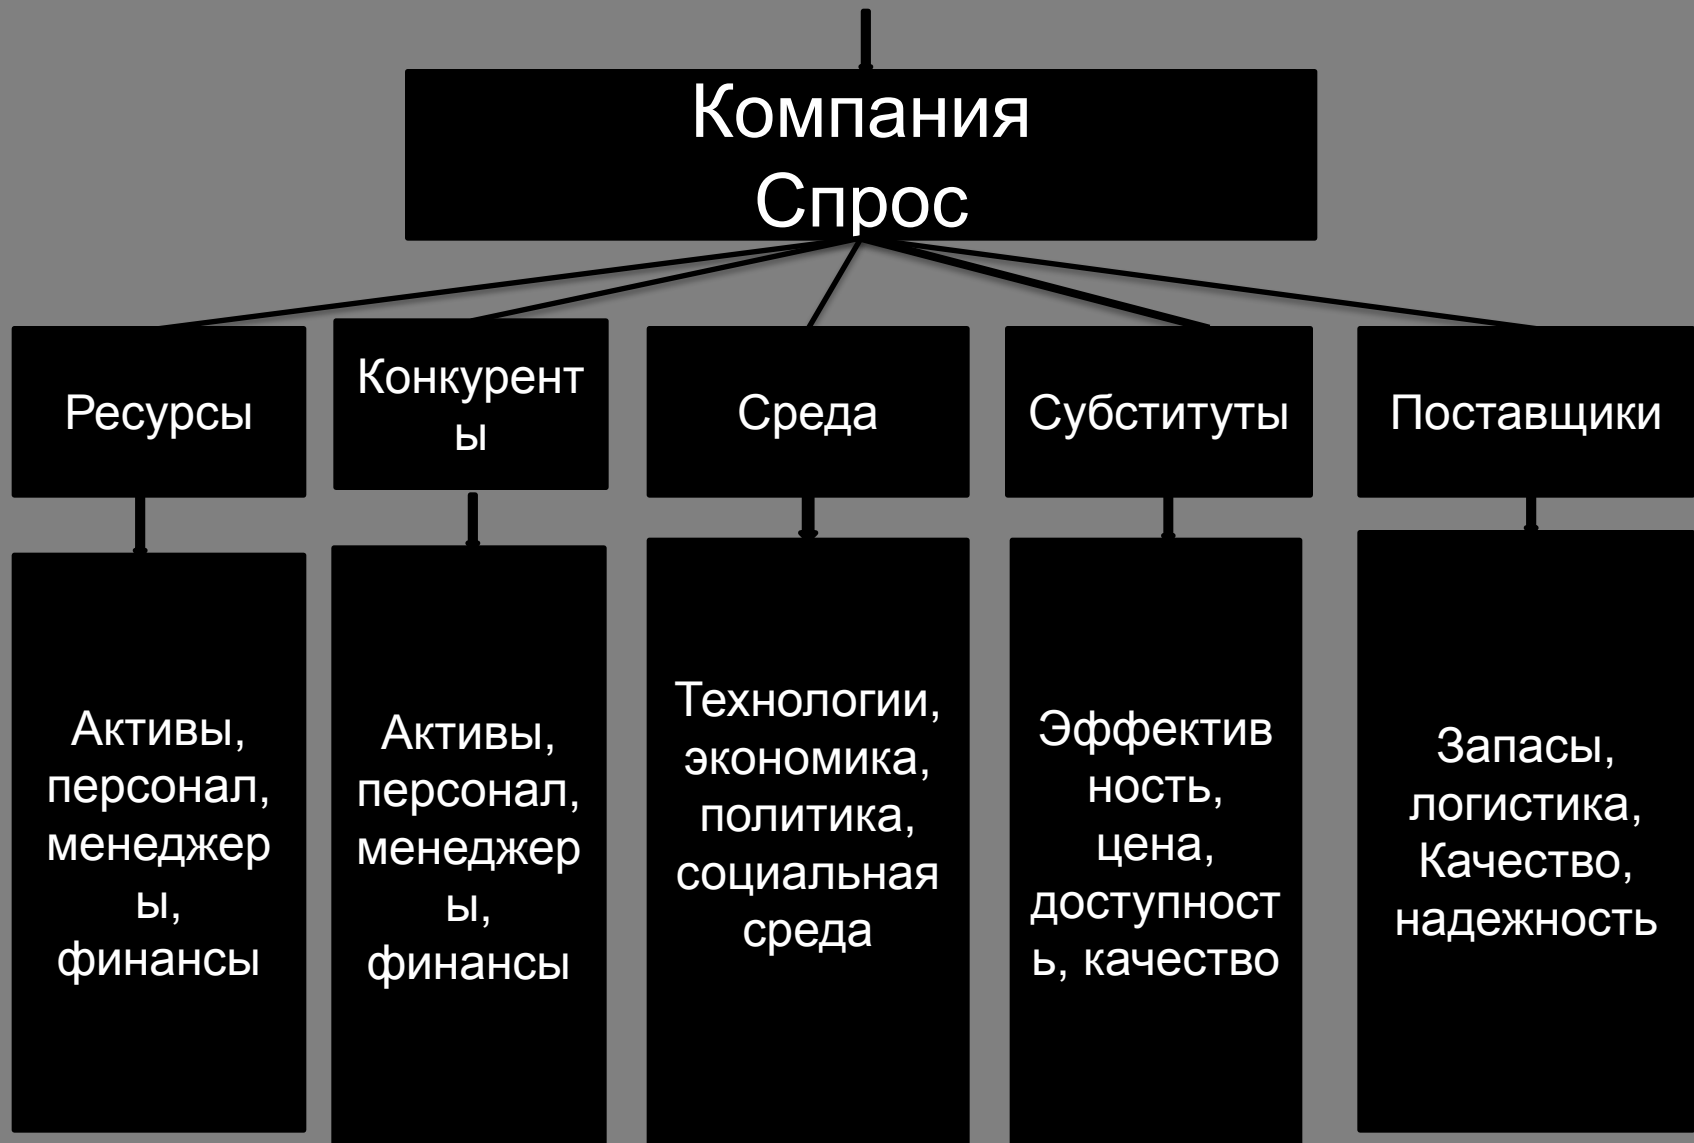 Компания
Спрос
Ресурсы
Конкурент
ы
Среда
Субституты
Поставщики
Активы,
персонал,
менеджер
ы,
финансы
Активы,
персонал,
менеджер
ы,
финансы
Технологии,
экономика,
политика,
социальная
среда
Эффектив
ность,
цена,
доступност
ь, качество
Запасы,
логистика,
Качество,
надежность